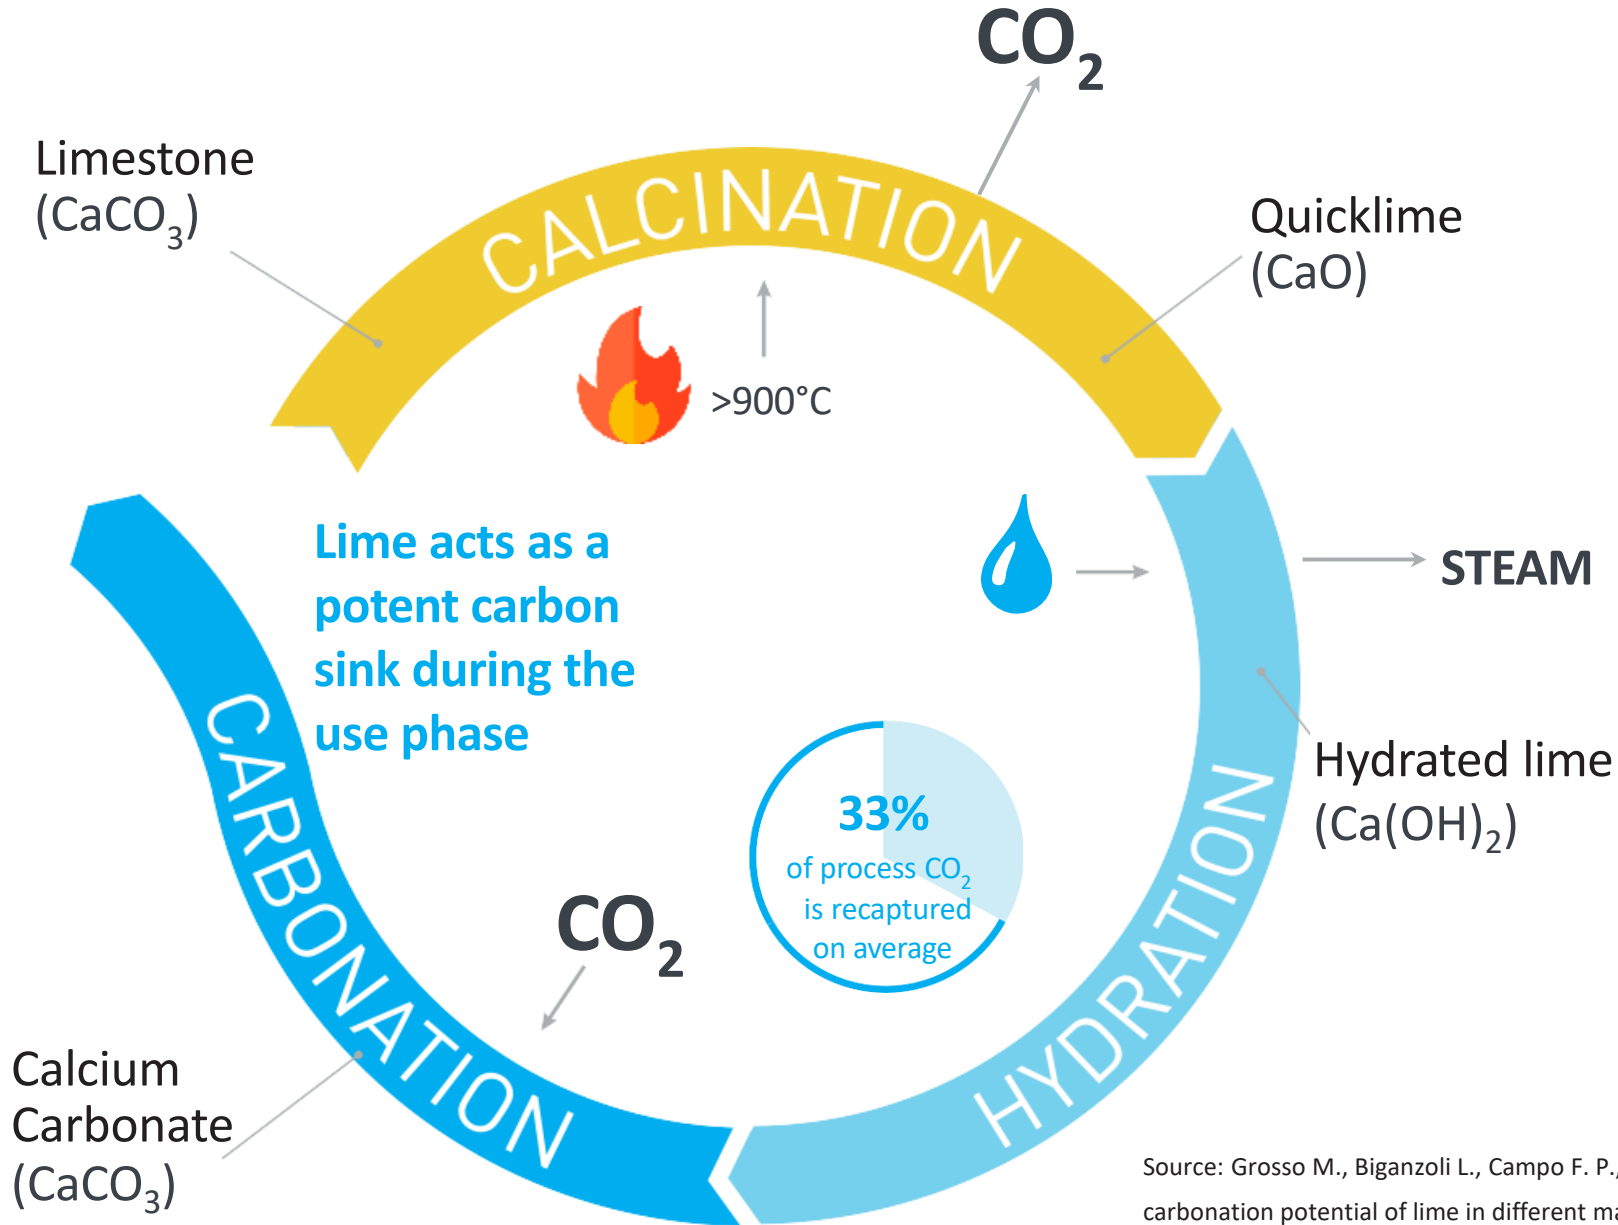 CO₂
Limestone
(CaCO₃)
CALCINATION
Quicklime
(CaO)
>900°C
Lime acts as a
potent carbon
sink during the
use phase
STEAM
Hydrated lime
(Ca(OH)₂)
33%
of process CO₂
is recaptured
on average
HYDRATION
CO₂
CARBONATION
Calcium
Carbonate
(CaCO₃)
Source: Grosso M., Biganzoli L., Campo F. P.,
carbonation potential of lime in different